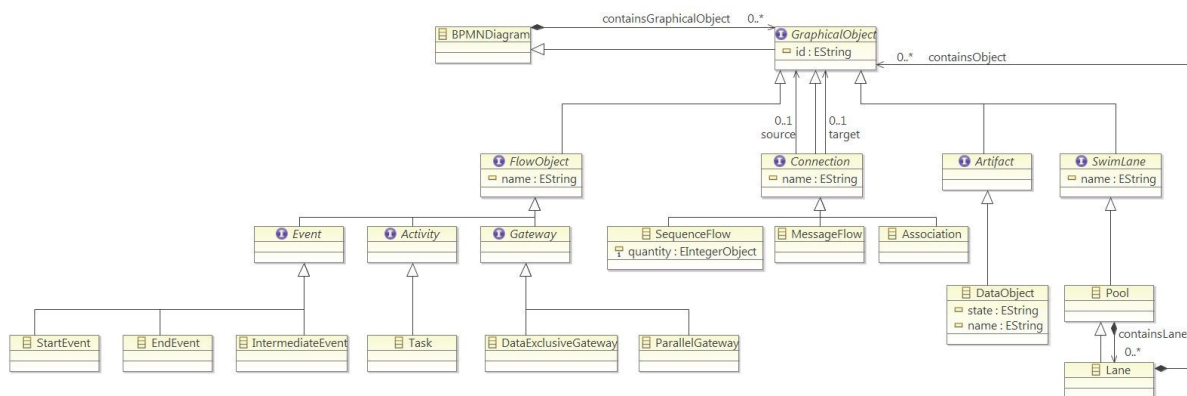 containsGraphicalObject 0..*
BPMNDiagram
GraphicalObject
id : EString
0..* containsObject
0..1
source
0..1
target
FlowObject
name : EString
Connection
name : EString
Artifact
SwimLane
name : EString
Event
Activity
Gateway
SequenceFlow
quantity : EIntegerObject
MessageFlow
Association
DataObject
state : EString
name : EString
Pool
containsLane
0..*
StartEvent
EndEvent
IntermediateEvent
Task
DataExclusiveGateway
ParallelGateway
Lane